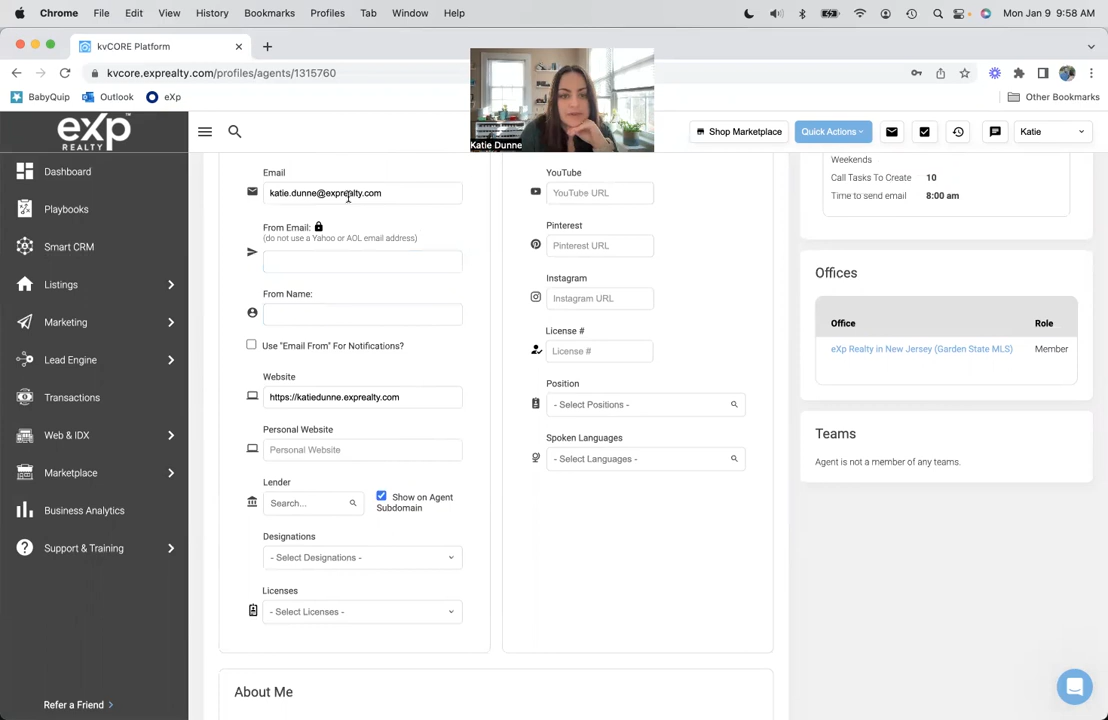 Chrome File Edit View History Bookmarks Profiles Tab Window Help Mon Jan 9 9:58 AM
kvCORE Platform
kvcore.exprealty.com/profiles/agents/1315760
BabyQuip Outlook eXp Other Bookmarks
eXp
REALTY
Shop Marketplace Quick Actions Katie
Katie Dunne
Dashboard
Playbooks
Smart CRM
Listings
Marketing
Lead Engine
Transactions
Web & IDX
Marketplace
Business Analytics
Support & Training
Refer a Friend
Email
katie.dunne@exprealty.com
From Email:
(do not use a Yahoo or AOL email address)
From Name:
Use "Email From" For Notifications?
Website
https://katiedunne.exprealty.com
Personal Website
Personal Website
Lender
Search...
Show on Agent
Subdomain
Designations
- Select Designations -
Licenses
- Select Licenses -
YouTube
YouTube URL
Pinterest
Pinterest URL
Instagram
Instagram URL
License #
License #
Position
- Select Positions -
Spoken Languages
- Select Languages -
About Me
Weekends
Call Tasks To Create 10
Time to send email 8:00 am
Offices
Office Role
eXp Realty in New Jersey (Garden State MLS) Member
Teams
Agent is not a member of any teams.